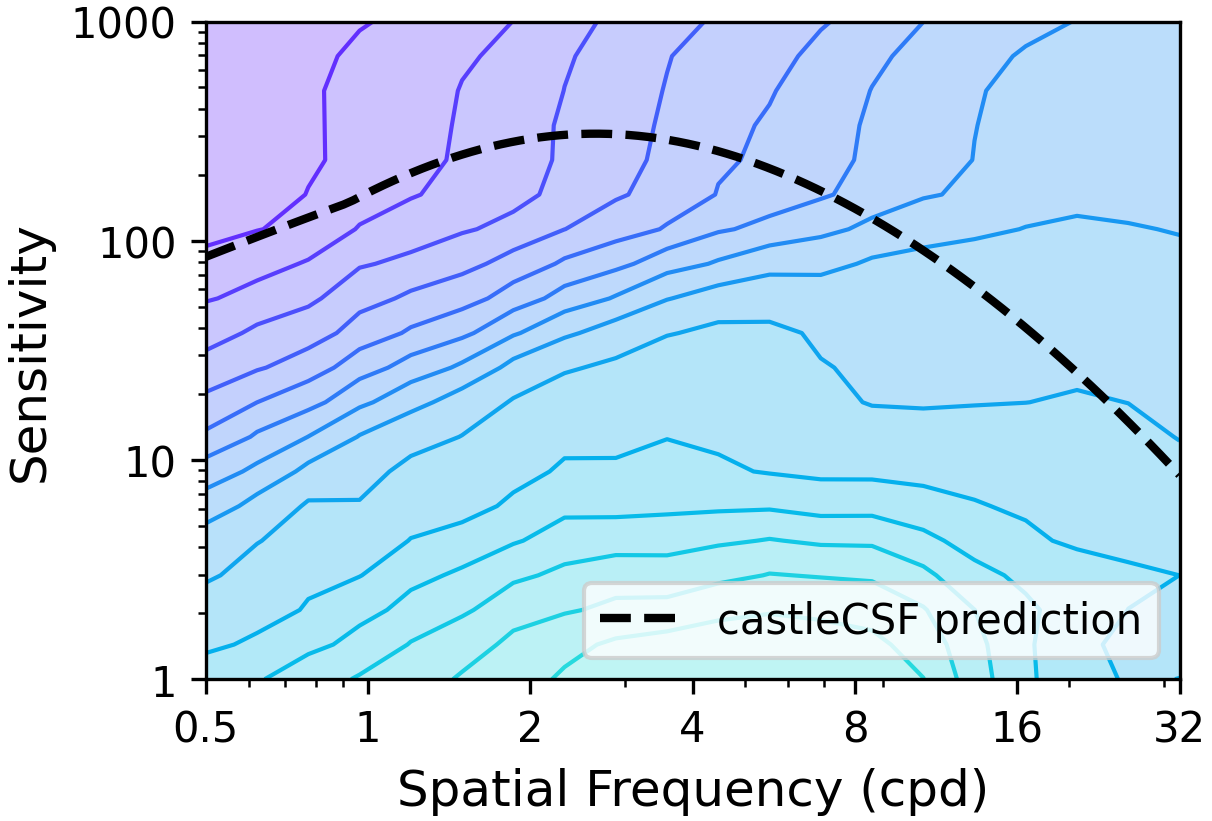 1000
100
10
1
Sensitivity
castleCSF prediction
0.5 1 2 4 8 16 32
Spatial Frequency (cpd)